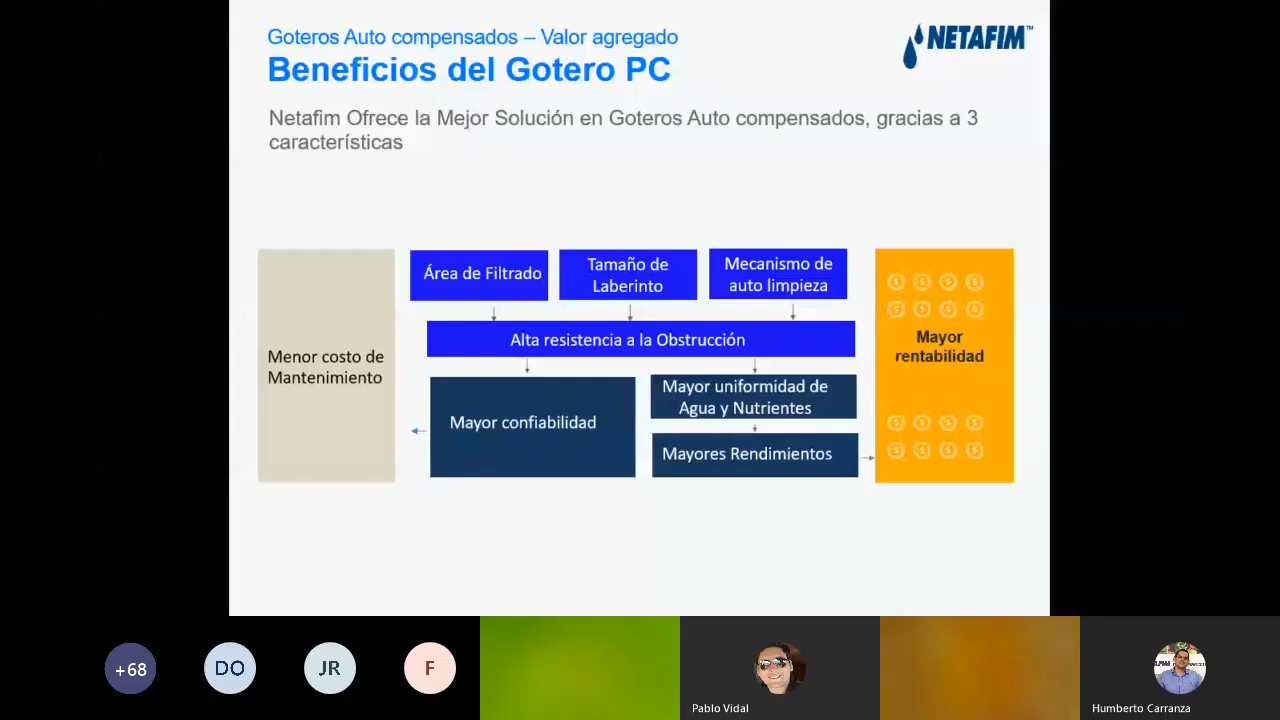 Goteros Auto compensados – Valor agregado
Beneficios del Gotero PC
NETAFIM™
Netafim Ofrece la Mejor Solución en Goteros Auto compensados, gracias a 3
características
Menor costo de
Mantenimiento
Área de Filtrado
Tamaño de
Laberinto
Mecanismo de
auto limpieza
Alta resistencia a la Obstrucción
Mayor confiabilidad
Mayor uniformidad de
Agua y Nutrientes
Mayores Rendimientos
Mayor
rentabilidad
+68
DO
JR
F
Pablo Vidal
Humberto Carranza